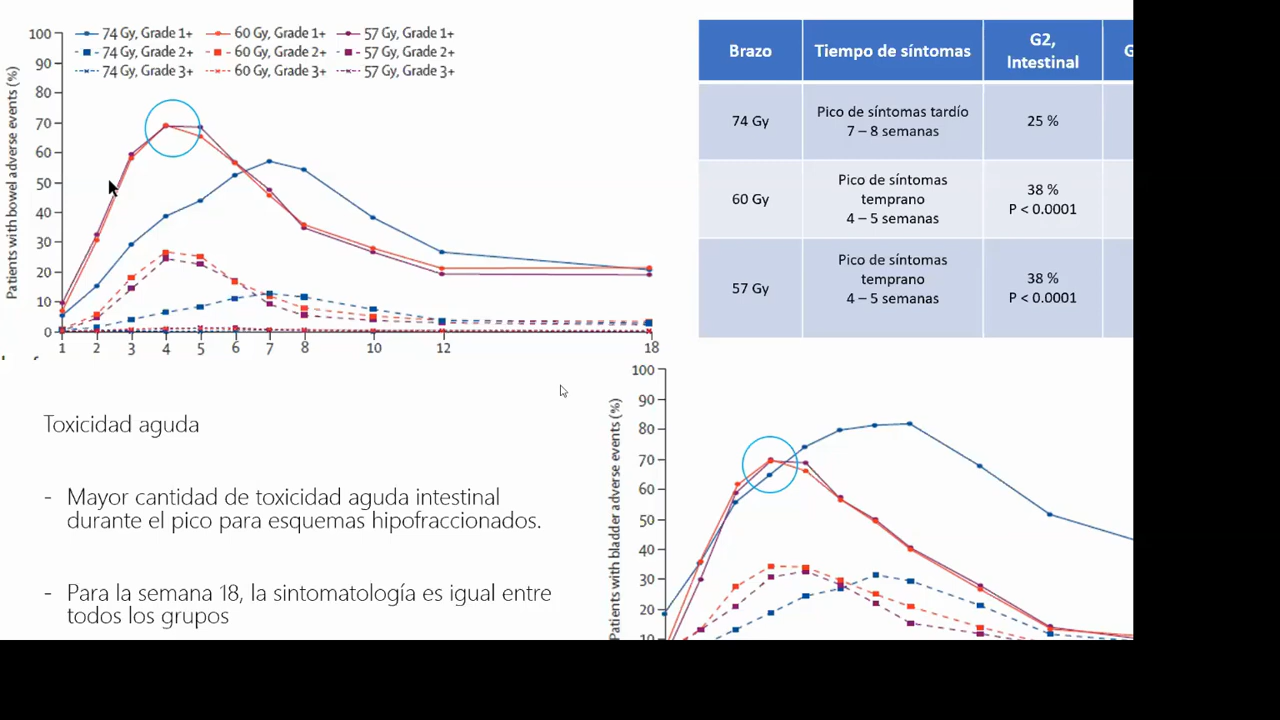 100
90
80
70
60
50
40
30
20
10
0
Patients with bowel adverse events (%)
74 Gy, Grade 1+ 60 Gy, Grade 1+ 57 Gy, Grade 1+
74 Gy, Grade 2+ 60 Gy, Grade 2+ 57 Gy, Grade 2+
74 Gy, Grade 3+ 60 Gy, Grade 3+ 57 Gy, Grade 3+
1 2 3 4 5 6 7 8 10 12 18
Brazo Tiempo de síntomas G2, G
Intestinal
74 Gy Pico de síntomas tardío 25 %
7 – 8 semanas
60 Gy Pico de síntomas 38 %
temprano P < 0.0001
4 – 5 semanas
57 Gy Pico de síntomas 38 %
temprano P < 0.0001
4 – 5 semanas
Toxicidad aguda
- Mayor cantidad de toxicidad aguda intestinal
durante el pico para esquemas hipofraccionados.
- Para la semana 18, la sintomatología es igual entre
todos los grupos
100
90
80
70
60
50
40
30
20
10
Patients with bladder adverse events (%)